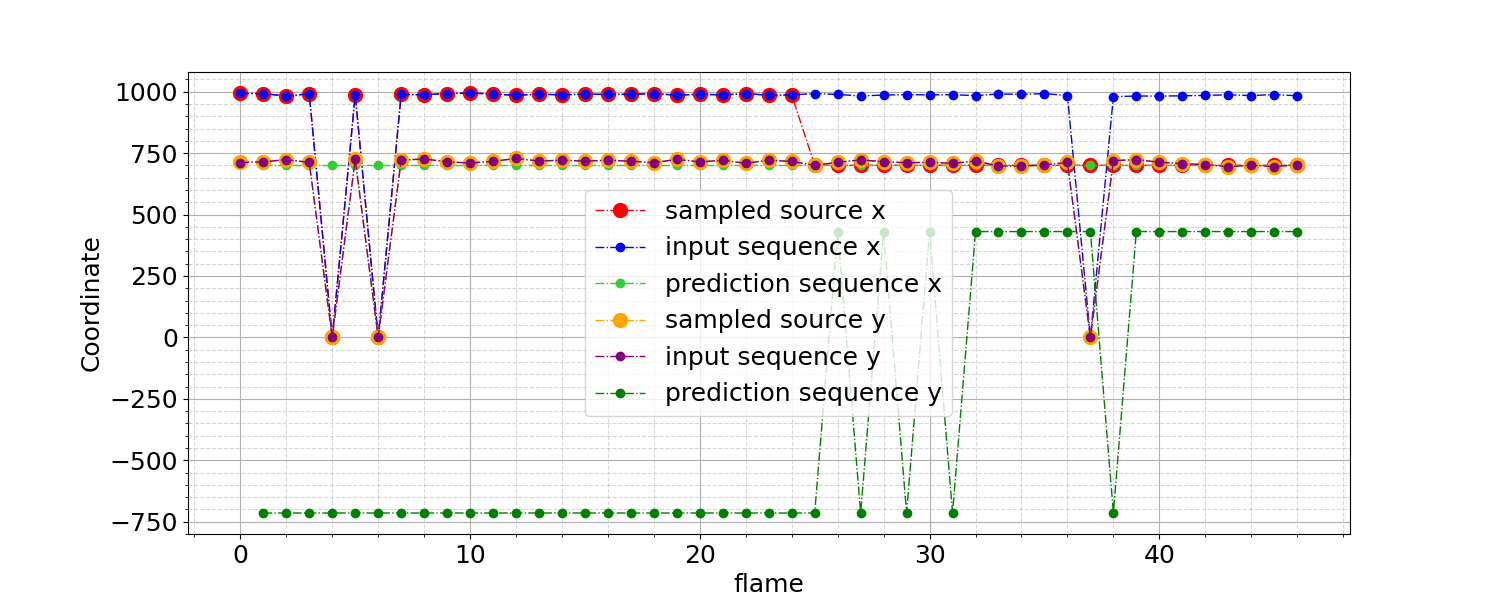 1000
750
500
250
0
−250
−500
−750
Coordinate
sampled source x
input sequence x
prediction sequence x
sampled source y
input sequence y
prediction sequence y
0 10 20 30 40
flame